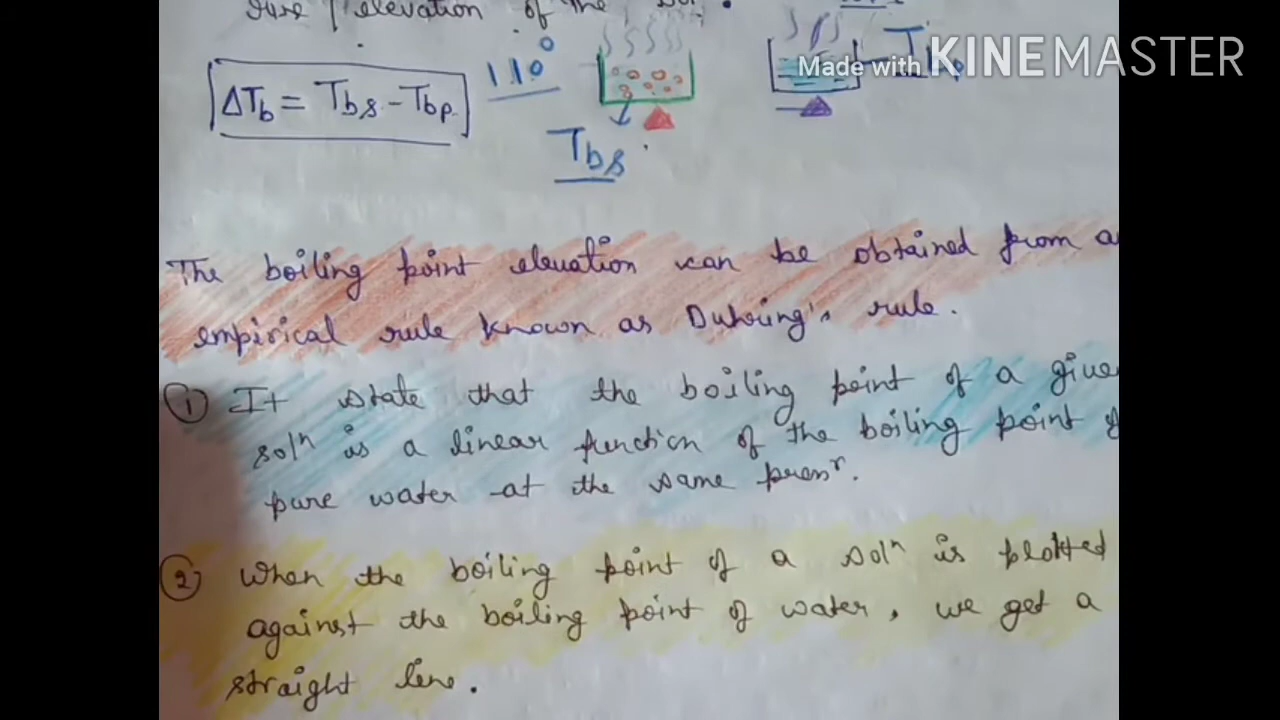 elevation of the
110°
ΔTb = Tbs - Tbp
Tbs
Made with KINEMASTER
The boiling point elevation can be obtained from a
empirical rule known as Duhring's rule.
① It state that the boiling point of a give
solⁿ is a linear function of the boiling point of
pure water at the same presʳ.
② When the boiling point of a solⁿ is plotted
against the boiling point of water, we get a
straight line.